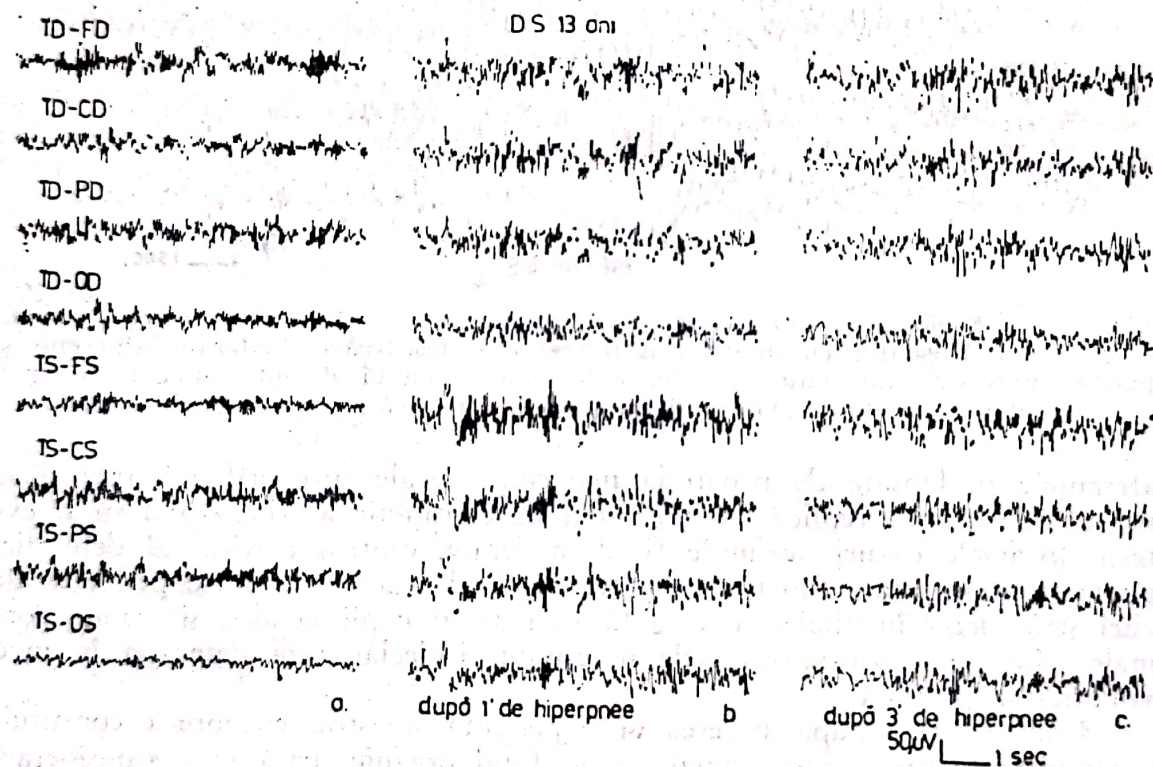 TD-FD
D S 13 ani
TD-CD
TD-PD
TD-OD
TS-FS
TS-CS
TS-PS
TS-OS
a.
după 1' de hiperpnee
b
după 3' de hiperpnee
c.
50µV
1 sec